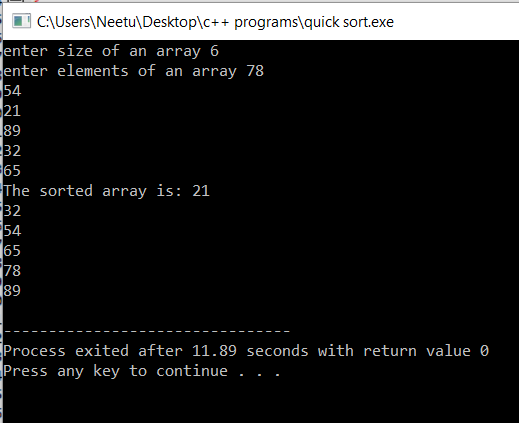 C:\Users\Neetu\Desktop\c++ programs\quick sort.exe
enter size of an array 6
enter elements of an array 78
54
21
89
32
65
The sorted array is: 21
32
54
65
78
89
--------------------------------
Process exited after 11.89 seconds with return value 0
Press any key to continue . . .